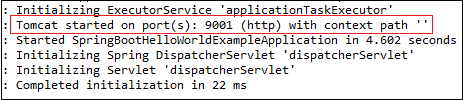 : Initializing ExecutorService 'applicationTaskExecutor'
: Tomcat started on port(s): 9001 (http) with context path ''
: Started SpringBootHelloWorldExampleApplication in 4.602 seconds
: Initializing Spring DispatcherServlet 'dispatcherServlet'
: Initializing Servlet 'dispatcherServlet'
: Completed initialization in 22 ms